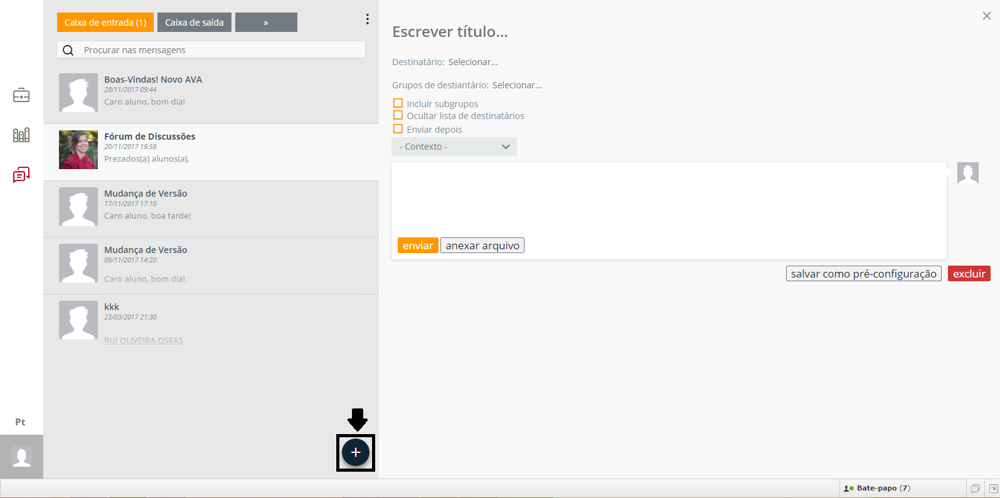 Caixa de entrada (1)
Caixa de saída
»
Procurar nas mensagens
Boas-Vindas! Novo AVA
28/11/2017 09:44
Caro aluno, bom dia!
Fórum de Discussões
20/11/2017 19:58
Prezados(a) alunos(a),
Mudança de Versão
17/11/2017 17:10
Caro aluno, boa tarde!
Mudança de Versão
09/11/2017 14:20
Caro aluno, bom dia!
kkk
23/03/2017 21:30
RUI OLIVEIRA OSEAS
Pt
Escrever título...
Destinatário: Selecionar...
Grupos de destiantário: Selecionar...
Incluir subgrupos
Ocultar lista de destinatários
Enviar depois
- Contexto -
enviar
anexar arquivo
salvar como pré-configuração
excluir
Bate-papo (7)